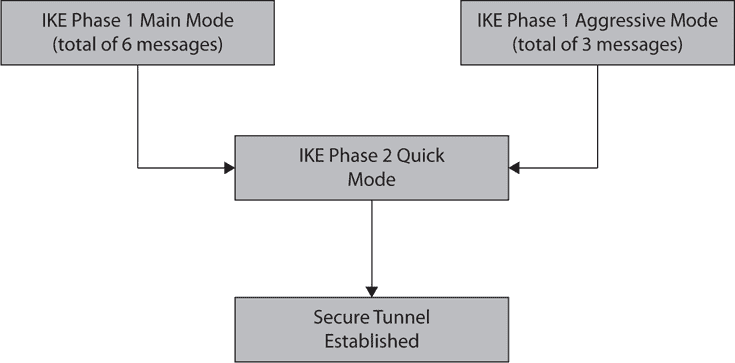 IKE Phase 1 Main Mode
(total of 6 messages)
IKE Phase 1 Aggressive Mode
(total of 3 messages)
IKE Phase 2 Quick
Mode
Secure Tunnel
Established